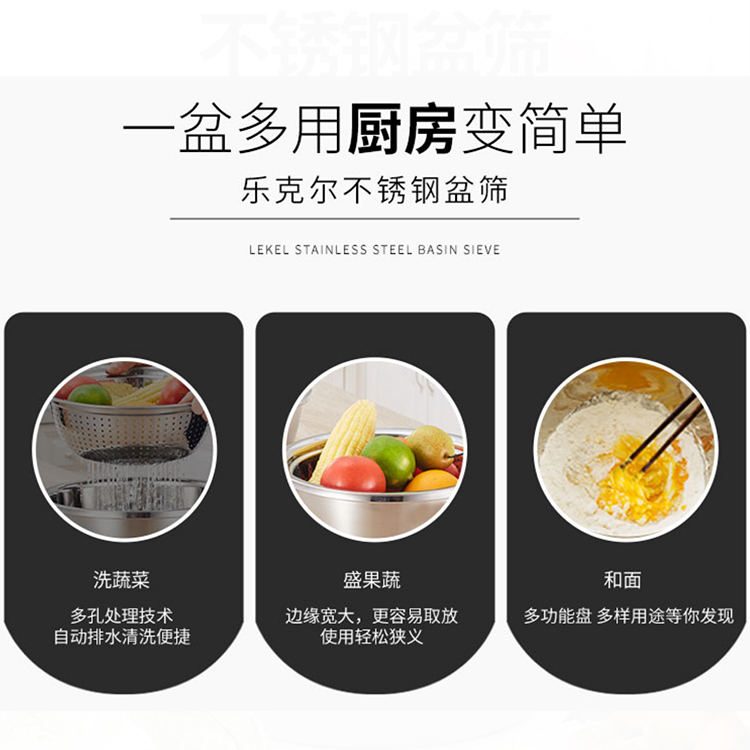 不锈钢盆筛
一盆多用厨房变简单
乐克尔不锈钢盆筛
LEKEL STAINLESS STEEL BASIN SIEVE
洗蔬菜
多孔处理技术
自动排水清洗便捷
盛果蔬
边缘宽大，更容易取放
使用轻松狭义
和面
多功能盘 多样用途等你发现